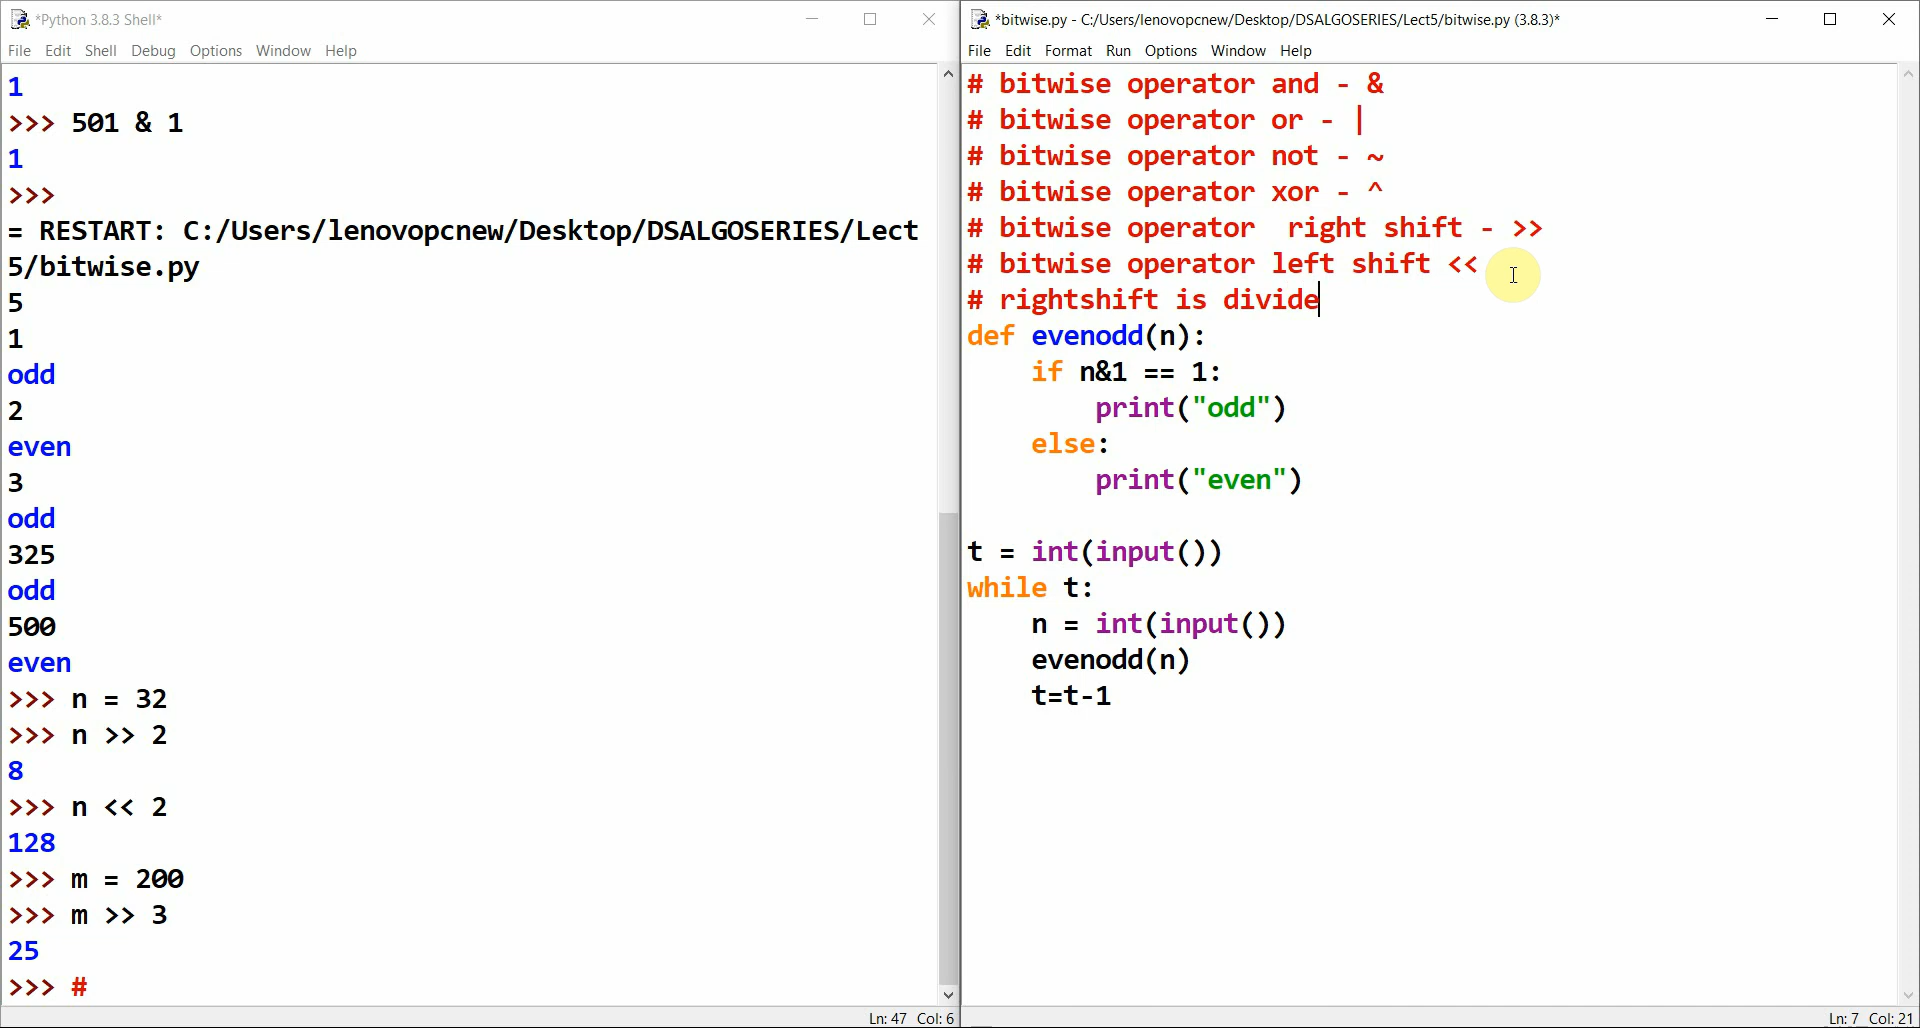 *Python 3.8.3 Shell*
File Edit Shell Debug Options Window Help
1
>>> 501 & 1
1
>>>
= RESTART: C:/Users/lenovopcnew/Desktop/DSALGOSERIES/Lect
5/bitwise.py
5
1
odd
2
even
3
odd
325
odd
500
even
>>> n = 32
>>> n >> 2
8
>>> n << 2
128
>>> m = 200
>>> m >> 3
25
>>> #
Ln: 47 Col: 6
*bitwise.py - C:/Users/lenovopcnew/Desktop/DSALGOSERIES/Lect5/bitwise.py (3.8.3)*
File Edit Format Run Options Window Help
# bitwise operator and - &
# bitwise operator or - |
# bitwise operator not - ~
# bitwise operator xor - ^
# bitwise operator  right shift - >>
# bitwise operator left shift <<
# rightshift is divide
def evenodd(n):
    if n&1 == 1:
        print("odd")
    else:
        print("even")
t = int(input())
while t:
    n = int(input())
    evenodd(n)
    t=t-1
Ln: 7 Col: 21